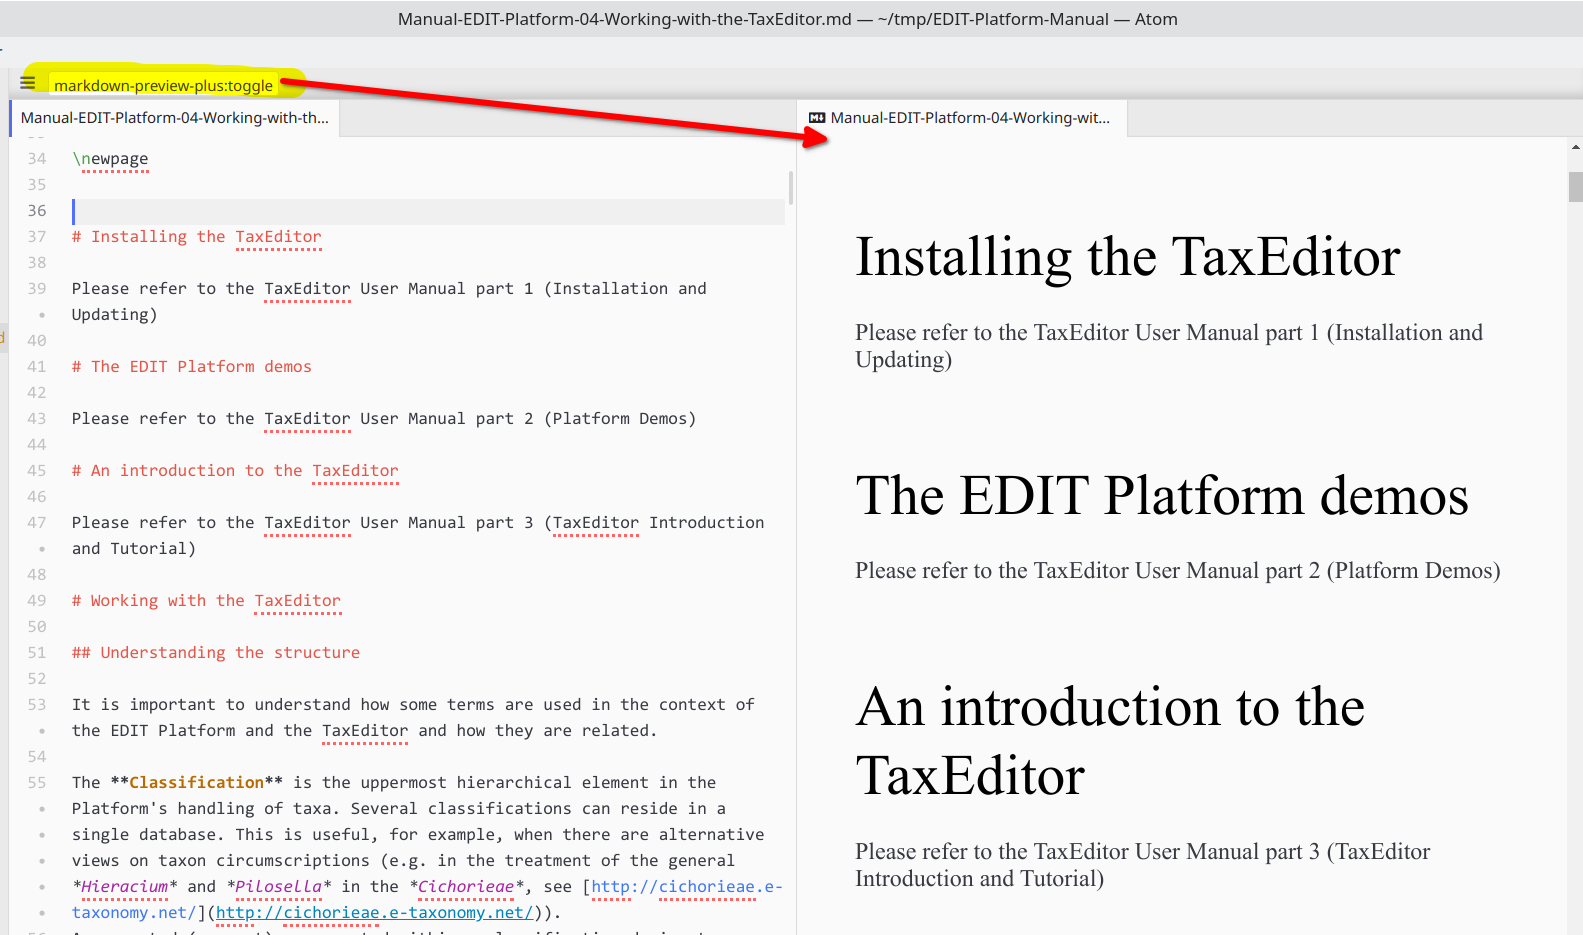 Manual-EDIT-Platform-04-Working-with-the-TaxEditor.md — ~/tmp/EDIT-Platform-Manual — Atom
markdown-preview-plus:toggle
Manual-EDIT-Platform-04-Working-with-th...
Manual-EDIT-Platform-04-Working-wit...
34 \newpage
35
36
37 # Installing the TaxEditor
38
39 Please refer to the TaxEditor User Manual part 1 (Installation and
• Updating)
40
41 # The EDIT Platform demos
42
43 Please refer to the TaxEditor User Manual part 2 (Platform Demos)
44
45 # An introduction to the TaxEditor
46
47 Please refer to the TaxEditor User Manual part 3 (TaxEditor Introduction
• and Tutorial)
48
49 # Working with the TaxEditor
50
51 ## Understanding the structure
52
53 It is important to understand how some terms are used in the context of
• the EDIT Platform and the TaxEditor and how they are related.
54
55 The **Classification** is the uppermost hierarchical element in the
• Platform's handling of taxa. Several classifications can reside in a
• single database. This is useful, for example, when there are alternative
• views on taxon circumscriptions (e.g. in the treatment of the general
• *Hieracium* and *Pilosella* in the *Cichorieae*, see [http://cichorieae.e-
• taxonomy.net/](http://cichorieae.e-taxonomy.net/)).
Installing the TaxEditor
Please refer to the TaxEditor User Manual part 1 (Installation and
Updating)
The EDIT Platform demos
Please refer to the TaxEditor User Manual part 2 (Platform Demos)
An introduction to the
TaxEditor
Please refer to the TaxEditor User Manual part 3 (TaxEditor
Introduction and Tutorial)